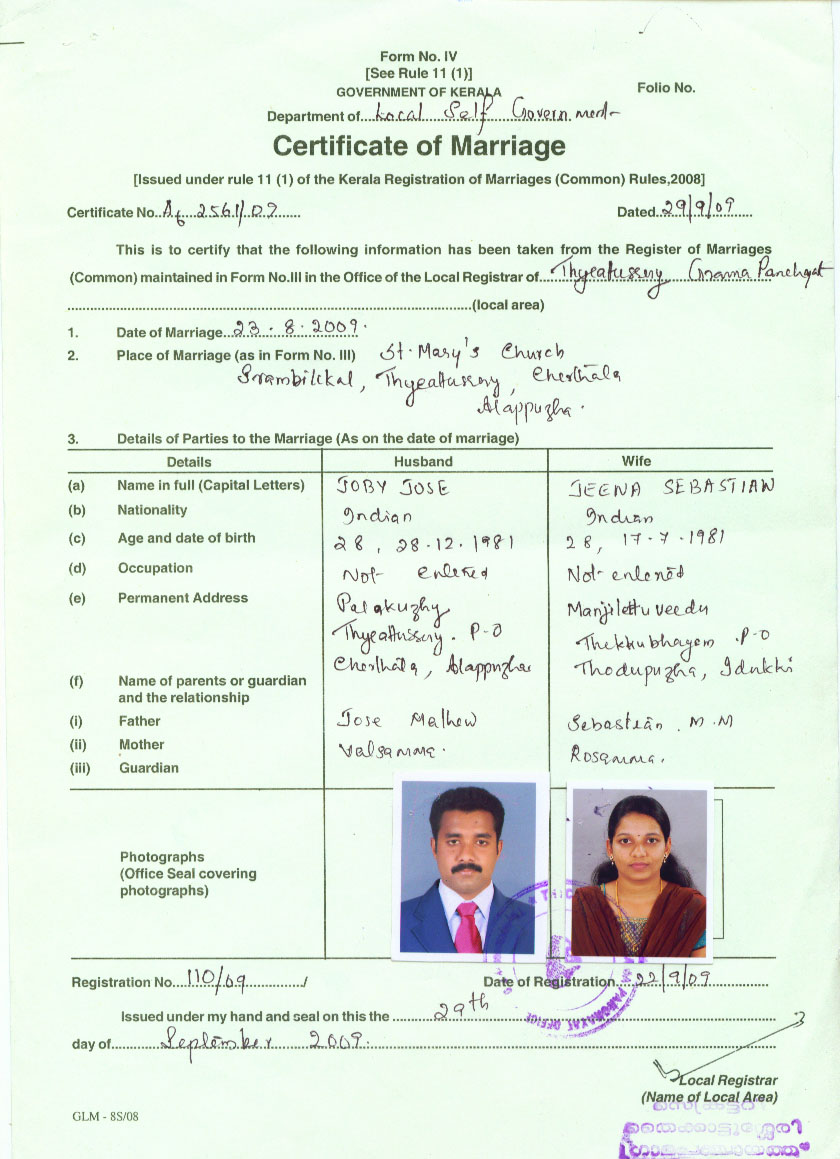 Form No. IV
[See Rule 11 (1)]
GOVERNMENT OF KERALA
Folio No.
Department of Local Self Government
Certificate of Marriage
[Issued under rule 11 (1) of the Kerala Registration of Marriages (Common) Rules,2008]
Certificate No. A6 2561/09 Dated 29/9/09
This is to certify that the following information has been taken from the Register of Marriages
(Common) maintained in Form No.III in the Office of the Local Registrar of Thycattussery Grama Panchayat
(local area)
1. Date of Marriage 23.8.2009.
2. Place of Marriage (as in Form No. III) St. Mary's Church
Thycattussery, Cherthala
Alappuzha.
3. Details of Parties to the Marriage (As on the date of marriage)
Details Husband Wife
(a) Name in full (Capital Letters) JOBY JOSE JEENA SEBASTIAN
(b) Nationality Indian Indian
(c) Age and date of birth 28, 28.12.1981 28, 17-7-1981
(d) Occupation Not entered Not entered
(e) Permanent Address Palakuzhy Manjilettu veedu
Thycattussery. P-O Thekkubhagom .P-O
Cherthala, Alappuzha Thodupuzha, Idukki
(f) Name of parents or guardian
and the relationship
(i) Father Jose Mathew Sebastian. M.M
(ii) Mother Valsamma. Rosamma.
(iii) Guardian
Photographs
(Office Seal covering
photographs)
Registration No. 110/09 / Date of Registration 22/9/09
Issued under my hand and seal on this the 29th
day of September 2009.
Local Registrar
(Name of Local Area)
GLM - 8S/08
സെക്രട്ടറി
തൈക്കാട്ടുശ്ശേരി
ഗ്രാമപഞ്ചായത്ത്